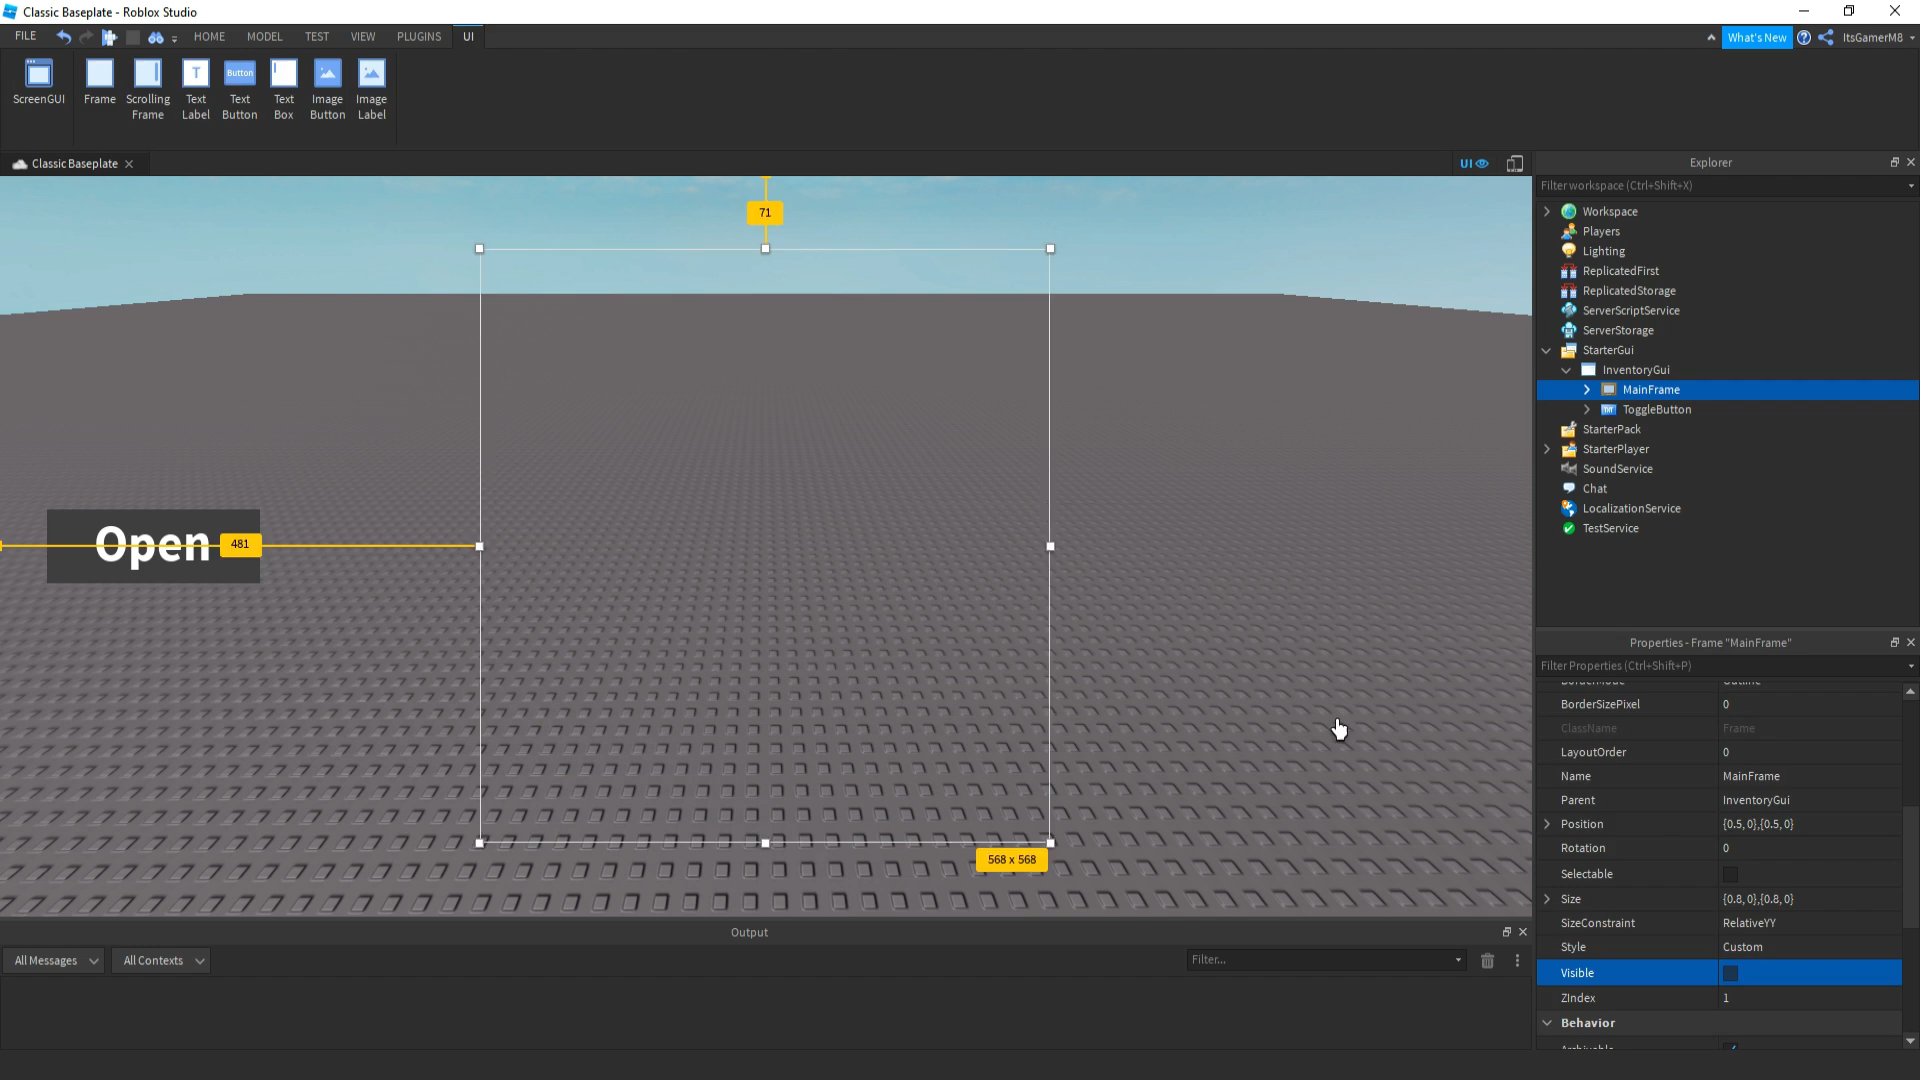 Classic Baseplate - Roblox Studio
FILE
HOME
MODEL
TEST
VIEW
PLUGINS
UI
What's New
ItsGamerM8
ScreenGUI
Frame
Scrolling
Frame
T
Text
Label
Button
Text
Button
Text
Box
Image
Button
Image
Label
Classic Baseplate
UI
71
Open
481
568 x 568
Explorer
Filter workspace (Ctrl+Shift+X)
Workspace
Players
Lighting
ReplicatedFirst
ReplicatedStorage
ServerScriptService
ServerStorage
StarterGui
InventoryGui
MainFrame
ToggleButton
StarterPack
StarterPlayer
SoundService
Chat
LocalizationService
TestService
Properties - Frame "MainFrame"
Filter Properties (Ctrl+Shift+P)
BorderSizePixel 0
ClassName Frame
LayoutOrder 0
Name MainFrame
Parent InventoryGui
Position {0.5, 0},{0.5, 0}
Rotation 0
Selectable
Size {0.8, 0},{0.8, 0}
SizeConstraint RelativeYY
Style Custom
Visible
ZIndex 1
Behavior
Output
All Messages
All Contexts
Filter...